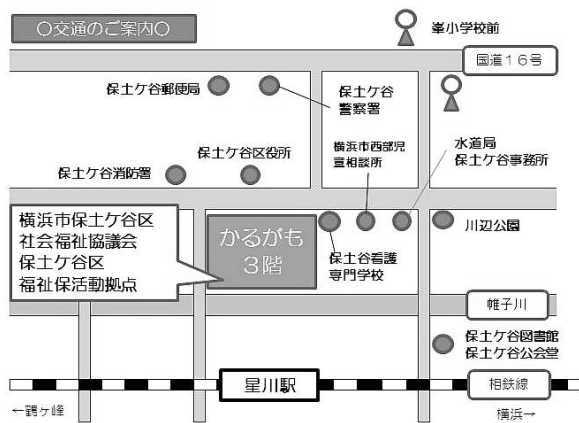 〇交通のご案内〇
峯小学校前
国道１６号
保土ケ谷郵便局
保土ケ谷
警察署
横浜市西部児
童相談所
水道局
保土ケ谷事務所
保土ケ谷区役所
保土ケ谷消防署
横浜市保土ケ谷区
社会福祉協議会
保土ケ谷区
福祉保活動拠点
かるがも
３階
保土谷看護
専門学校
川辺公園
帷子川
保土ケ谷図書館
保土ケ谷公会堂
星川駅
相鉄線
←鶴ヶ峰
横浜→